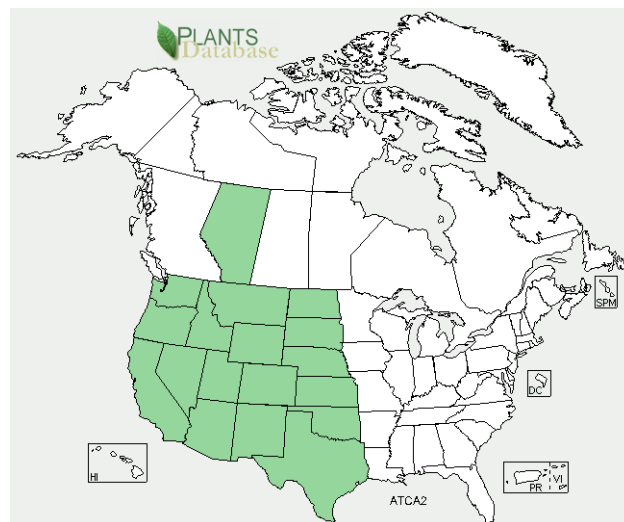 PLANTS
Database
SPM
DC
HI
PR
VI
ATCA2